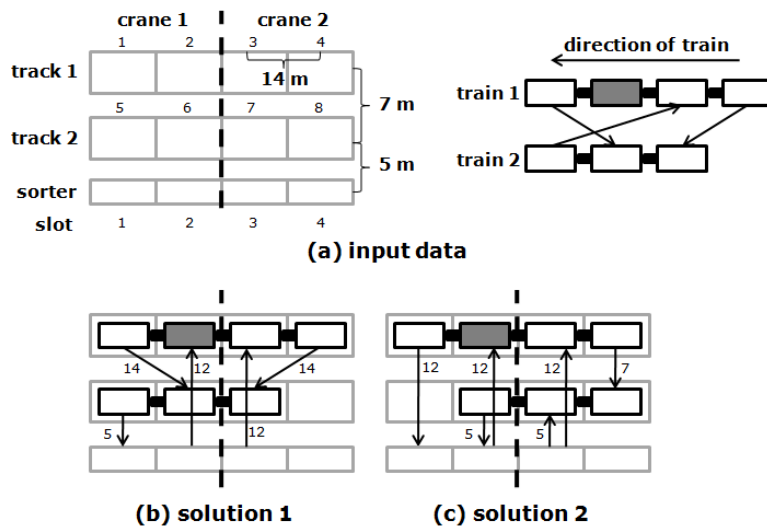 crane 1 crane 2
1 2 3 4
track 1
14 m
7 m
5 6 7 8
track 2
5 m
sorter
slot 1 2 3 4
direction of train
train 1
train 2
(a) input data
14 12 14
5 12
(b) solution 1
12 12 12 7
5 5
(c) solution 2